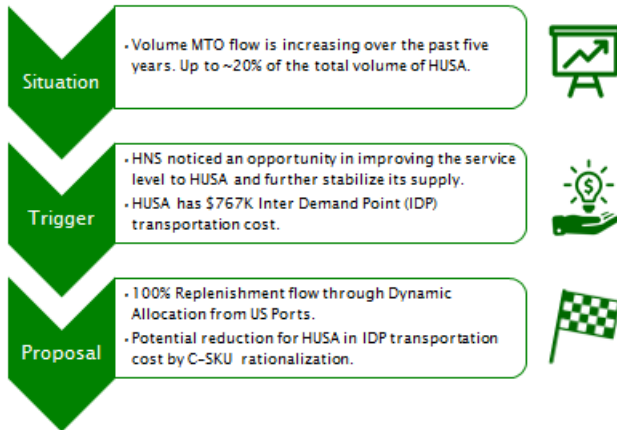 Situation
• Volume MTO flow is increasing over the past five
years. Up to ~20% of the total volume of HUSA.
Trigger
• HNS noticed an opportunity in improving the service
level to HUSA and further stabilize its supply.
• HUSA has $767K Inter Demand Point (IDP)
transportation cost.
Proposal
• 100% Replenishment flow through Dynamic
Allocation from US Ports.
• Potential reduction for HUSA in IDP transportation
cost by C-SKU rationalization.
$